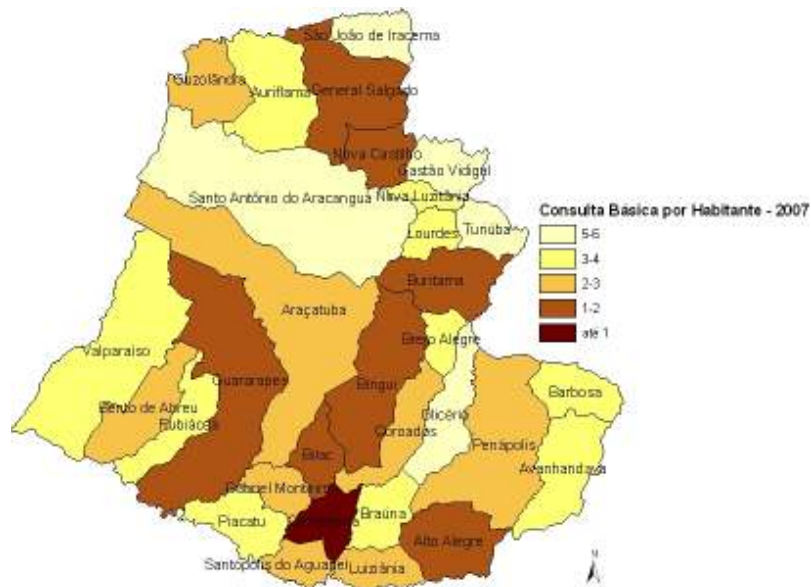 São João de Iracema
Guzolândia
Auriflama
General Salgado
Nova Castilho
Gastão Vidigal
Santo Antônio do Aracanguá
Nova Luzitânia
Lourdes
Turiúba
Consulta Básica por Habitante - 2007
5-6
3-4
2-3
1-2
até 1
Buritama
Araçatuba
Brejo Alegre
Valparaíso
Guararapes
Birigui
Barbosa
Bento de Abreu
Rubiácea
Glicério
Coroados
Penápolis
Bilac
Avanhandava
Gabriel Monteiro
Piacatu
Braúna
Alto Alegre
Santópolis do Aguapeí
Luiziânia
N